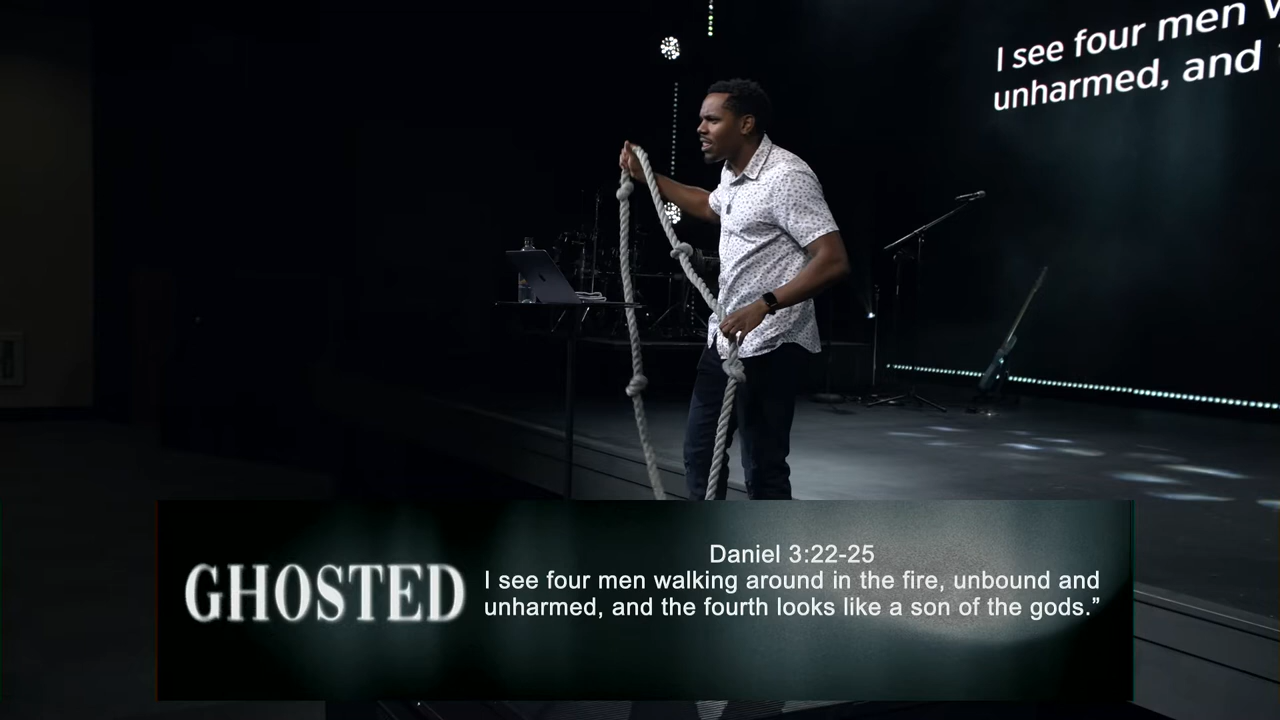 I see four men
unharmed, and
GHOSTED
Daniel 3:22-25
I see four men walking around in the fire, unbound and
unharmed, and the fourth looks like a son of the gods.”